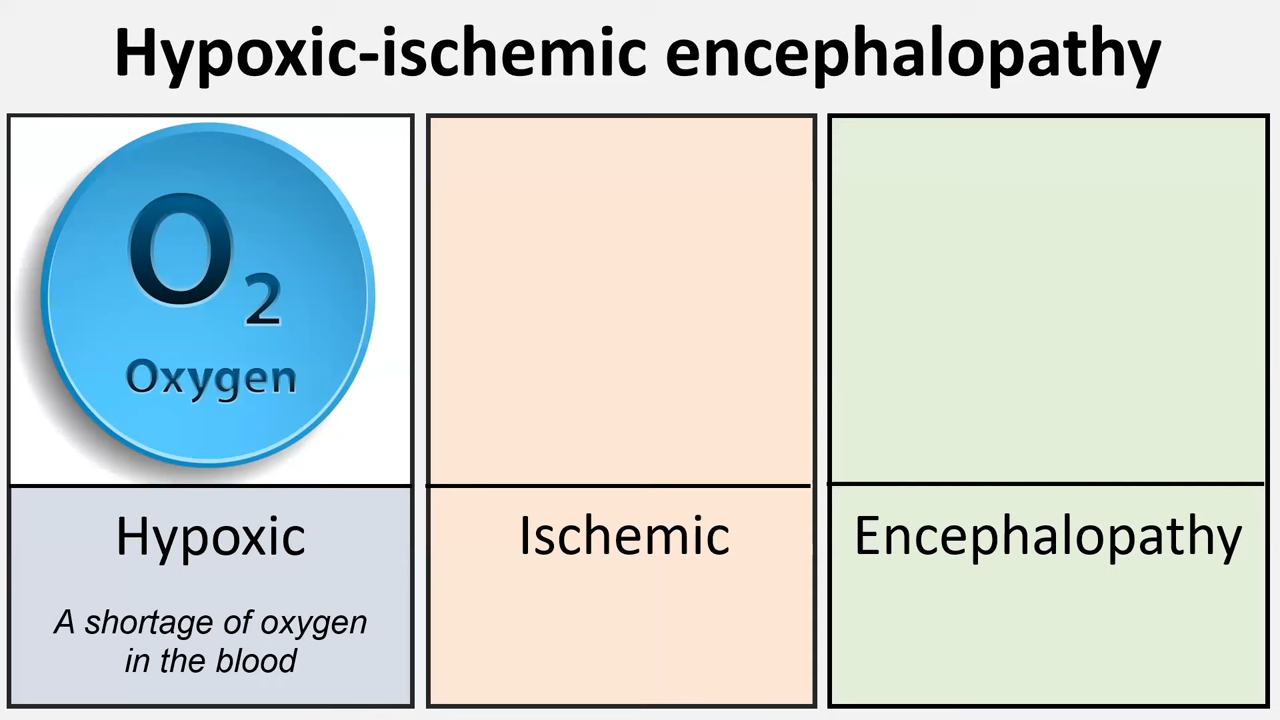 Hypoxic-ischemic encephalopathy
O2
Oxygen
Hypoxic
A shortage of oxygen
in the blood
Ischemic
Encephalopathy